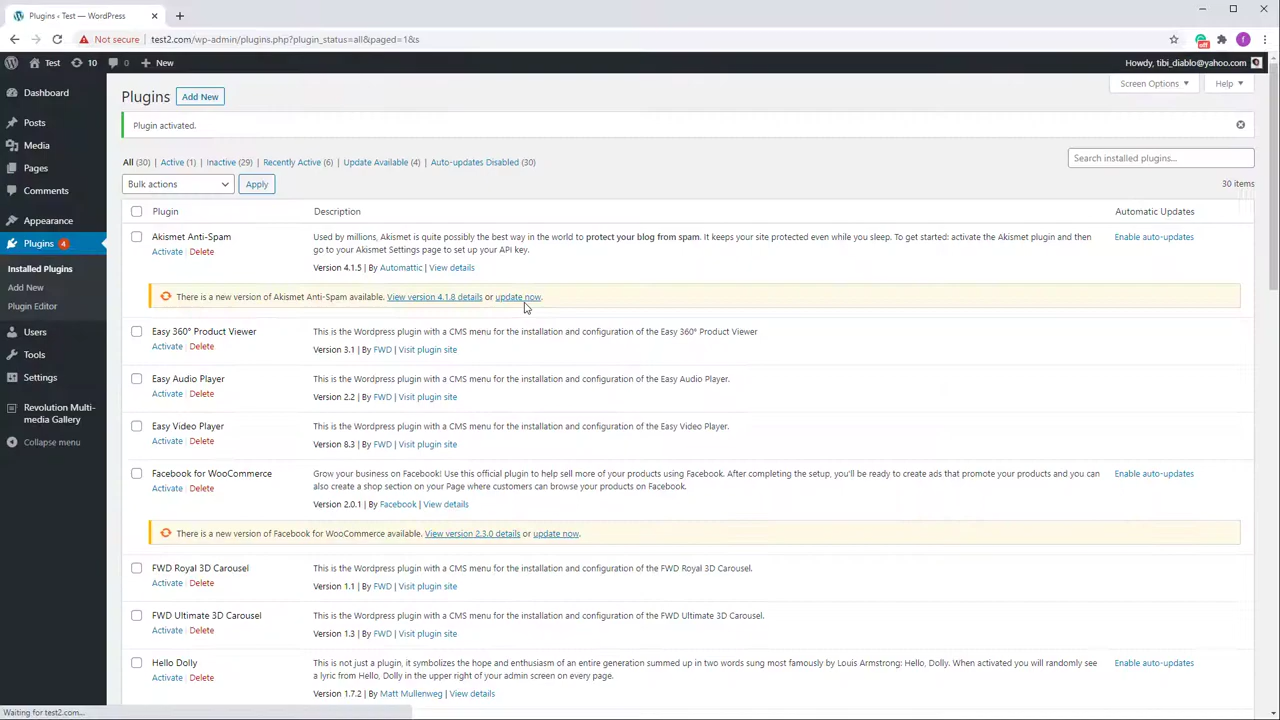 Plugins ‹ Test — WordPress
Not secure test2.com/wp-admin/plugins.php?plugin_status=all&paged=1&s
off f
Test 10 0 New Howdy, tibi_diablo@yahoo.com
Dashboard
Posts
Media
Pages
Comments
Appearance
Plugins 4
Installed Plugins
Add New
Plugin Editor
Users
Tools
Settings
Revolution Multi-
media Gallery
Collapse menu
Screen Options Help
Plugins Add New
Plugin activated.
All (30) | Active (1) | Inactive (29) | Recently Active (6) | Update Available (4) | Auto-updates Disabled (30)
Search installed plugins...
Bulk actions Apply 30 items
Plugin Description Automatic Updates
Akismet Anti-Spam
Activate | Delete
Used by millions, Akismet is quite possibly the best way in the world to protect your blog from spam. It keeps your site protected even while you sleep. To get started: activate the Akismet plugin and then
go to your Akismet Settings page to set up your API key.
Version 4.1.5 | By Automattic | View details
Enable auto-updates
There is a new version of Akismet Anti-Spam available. View version 4.1.8 details or update now.
Easy 360° Product Viewer
Activate | Delete
This is the Wordpress plugin with a CMS menu for the installation and configuration of the Easy 360° Product Viewer
Version 3.1 | By FWD | Visit plugin site
Easy Audio Player
Activate | Delete
This is the Wordpress plugin with a CMS menu for the installation and configuration of the Easy Audio Player.
Version 2.2 | By FWD | Visit plugin site
Easy Video Player
Activate | Delete
This is the Wordpress plugin with a CMS menu for the installation and configuration of the Easy Video Player.
Version 8.3 | By FWD | Visit plugin site
Facebook for WooCommerce
Activate | Delete
Grow your business on Facebook! Use this official plugin to help sell more of your products using Facebook. After completing the setup, you'll be ready to create ads that promote your products and you can
also create a shop section on your Page where customers can browse your products on Facebook.
Version 2.0.1 | By Facebook | View details
Enable auto-updates
There is a new version of Facebook for WooCommerce available. View version 2.3.0 details or update now.
FWD Royal 3D Carousel
Activate | Delete
This is the Wordpress plugin with a CMS menu for the installation and configuration of the FWD Royal 3D Carousel.
Version 1.1 | By FWD | Visit plugin site
FWD Ultimate 3D Carousel
Activate | Delete
This is the Wordpress plugin with a CMS menu for the installation and configuration of the FWD Ultimate 3D Carousel.
Version 1.3 | By FWD | Visit plugin site
Hello Dolly
Activate | Delete
This is not just a plugin, it symbolizes the hope and enthusiasm of an entire generation summed up in two words sung most famously by Louis Armstrong: Hello, Dolly. When activated you will randomly see
a lyric from Hello, Dolly in the upper right of your admin screen on every page.
Version 1.7.2 | By Matt Mullenweg | View details
Enable auto-updates
Waiting for test2.com...